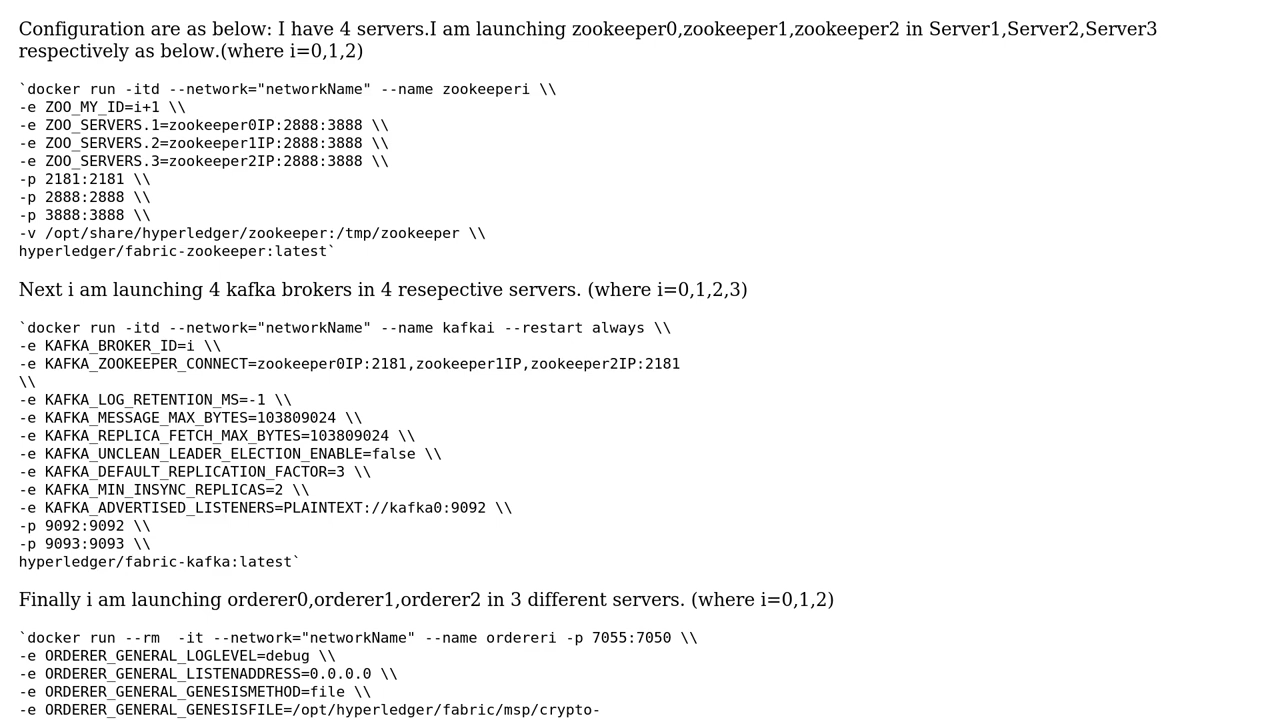 Configuration are as below: I have 4 servers.I am launching zookeeper0,zookeeper1,zookeeper2 in Server1,Server2,Server3
respectively as below.(where i=0,1,2)
`docker run -itd --network="networkName" --name zookeeperi \\
-e ZOO_MY_ID=i+1 \\
-e ZOO_SERVERS.1=zookeeper0IP:2888:3888 \\
-e ZOO_SERVERS.2=zookeeper1IP:2888:3888 \\
-e ZOO_SERVERS.3=zookeeper2IP:2888:3888 \\
-p 2181:2181 \\
-p 2888:2888 \\
-p 3888:3888 \\
-v /opt/share/hyperledger/zookeeper:/tmp/zookeeper \\
hyperledger/fabric-zookeeper:latest`
Next i am launching 4 kafka brokers in 4 resepective servers. (where i=0,1,2,3)
`docker run -itd --network="networkName" --name kafkai --restart always \\
-e KAFKA_BROKER_ID=i \\
-e KAFKA_ZOOKEEPER_CONNECT=zookeeper0IP:2181,zookeeper1IP,zookeeper2IP:2181
\\
-e KAFKA_LOG_RETENTION_MS=-1 \\
-e KAFKA_MESSAGE_MAX_BYTES=103809024 \\
-e KAFKA_REPLICA_FETCH_MAX_BYTES=103809024 \\
-e KAFKA_UNCLEAN_LEADER_ELECTION_ENABLE=false \\
-e KAFKA_DEFAULT_REPLICATION_FACTOR=3 \\
-e KAFKA_MIN_INSYNC_REPLICAS=2 \\
-e KAFKA_ADVERTISED_LISTENERS=PLAINTEXT://kafka0:9092 \\
-p 9092:9092 \\
-p 9093:9093 \\
hyperledger/fabric-kafka:latest`
Finally i am launching orderer0,orderer1,orderer2 in 3 different servers. (where i=0,1,2)
`docker run --rm  -it --network="networkName" --name ordereri -p 7055:7050 \\
-e ORDERER_GENERAL_LOGLEVEL=debug \\
-e ORDERER_GENERAL_LISTENADDRESS=0.0.0.0 \\
-e ORDERER_GENERAL_GENESISMETHOD=file \\
-e ORDERER_GENERAL_GENESISFILE=/opt/hyperledger/fabric/msp/crypto-